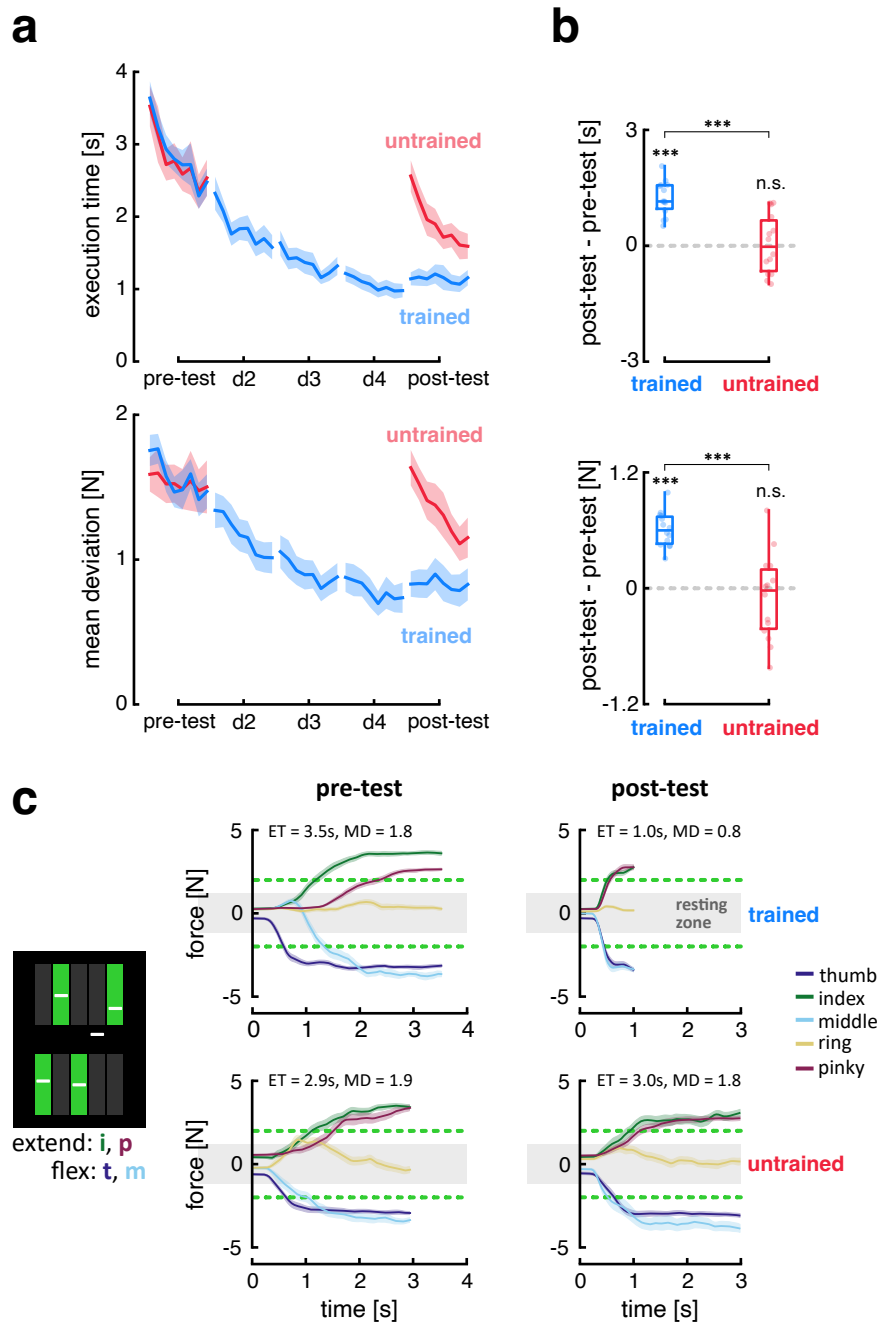 a
execution time [s]
4
3
2
1
0
untrained
trained
pre-test d2 d3 d4 post-test
mean deviation [N]
2
1
0
untrained
trained
pre-test d2 d3 d4 post-test
b
post-test - pre-test [s]
3
0
-3
***
***
n.s.
trained untrained
post-test - pre-test [N]
1.2
0
-1.2
***
***
n.s.
trained untrained
c
pre-test post-test
ET = 3.5s, MD = 1.8
force [N]
5
0
-5
0 1 2 3 4
ET = 1.0s, MD = 0.8
resting
zone
5
0
-5
0 1 2 3
trained
ET = 2.9s, MD = 1.9
force [N]
5
0
-5
0 1 2 3 4
time [s]
ET = 3.0s, MD = 1.8
5
0
-5
0 1 2 3
time [s]
untrained
thumb
index
middle
ring
pinky
extend: i, p
flex: t, m